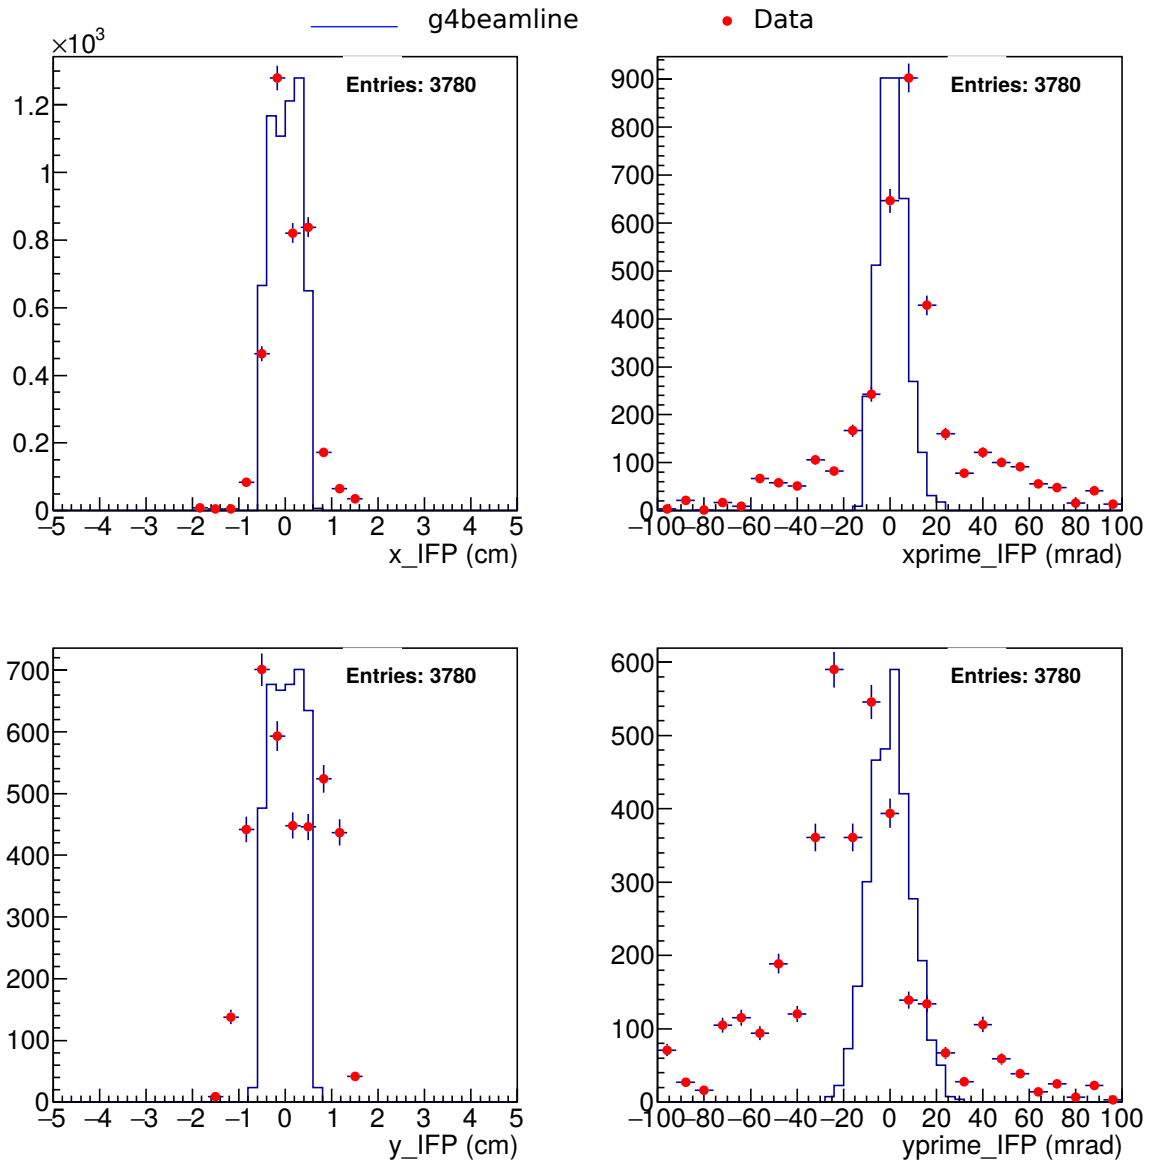 g4beamline Data
×10³
Entries: 3780
1.2
1
0.8
0.6
0.4
0.2
0
−5 −4 −3 −2 −1 0 1 2 3 4 5
x_IFP (cm)
Entries: 3780
900
800
700
600
500
400
300
200
100
0
−100 −80 −60 −40 −20 0 20 40 60 80 100
xprime_IFP (mrad)
Entries: 3780
700
600
500
400
300
200
100
0
−5 −4 −3 −2 −1 0 1 2 3 4 5
y_IFP (cm)
Entries: 3780
600
500
400
300
200
100
0
−100 −80 −60 −40 −20 0 20 40 60 80 100
yprime_IFP (mrad)